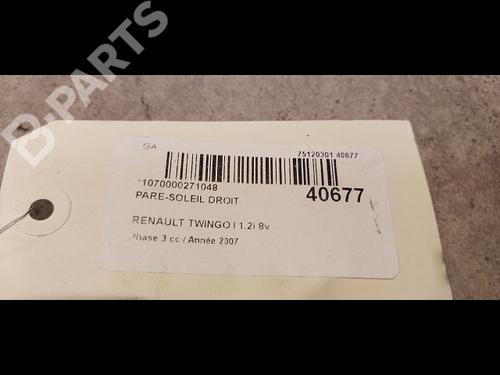 B-PARTS
GA
75120301 40677
*1070000271048
40677
PARE-SOLEIL DROIT
RENAULT TWINGO I 1.2i 8v
Phase 3 cc / Année 2007